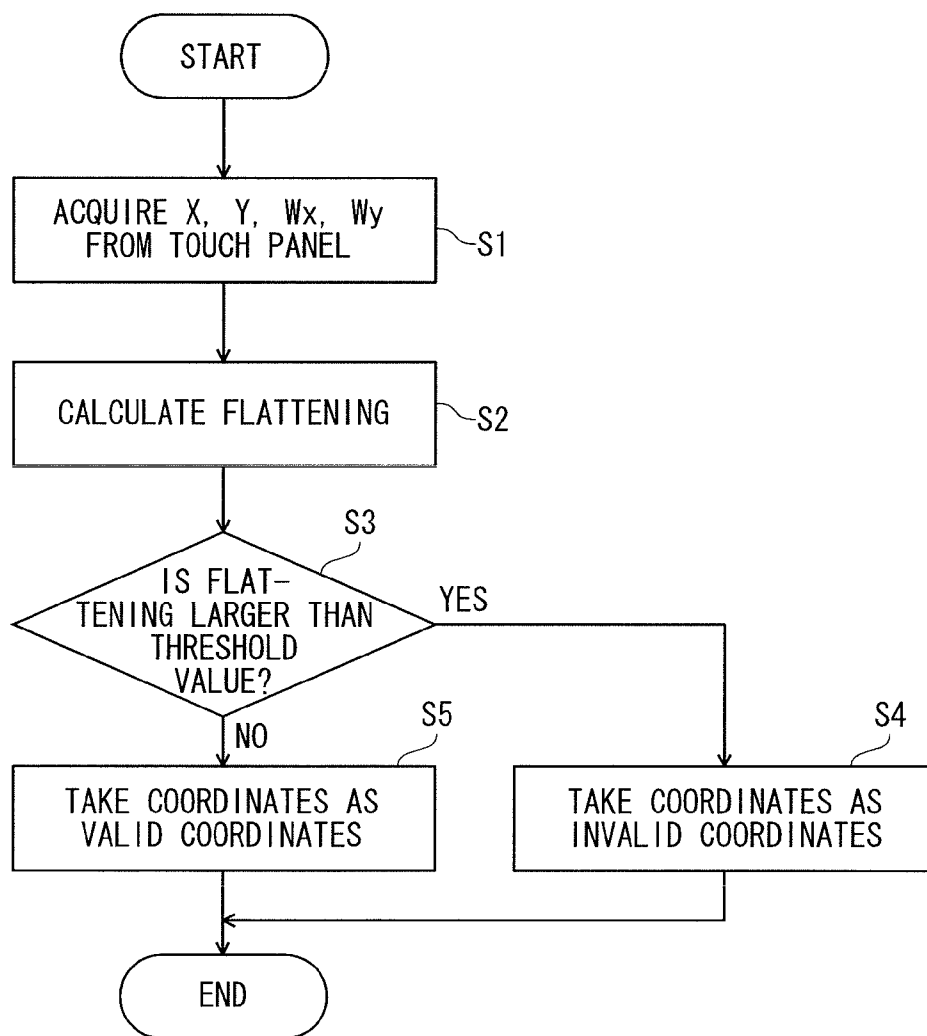 START
ACQUIRE X, Y, Wx, Wy
FROM TOUCH PANEL
S1
CALCULATE FLATTENING
S2
S3
IS FLAT-
TENING LARGER THAN
THRESHOLD
VALUE?
YES
NO
S5
S4
TAKE COORDINATES AS
VALID COORDINATES
TAKE COORDINATES AS
INVALID COORDINATES
END